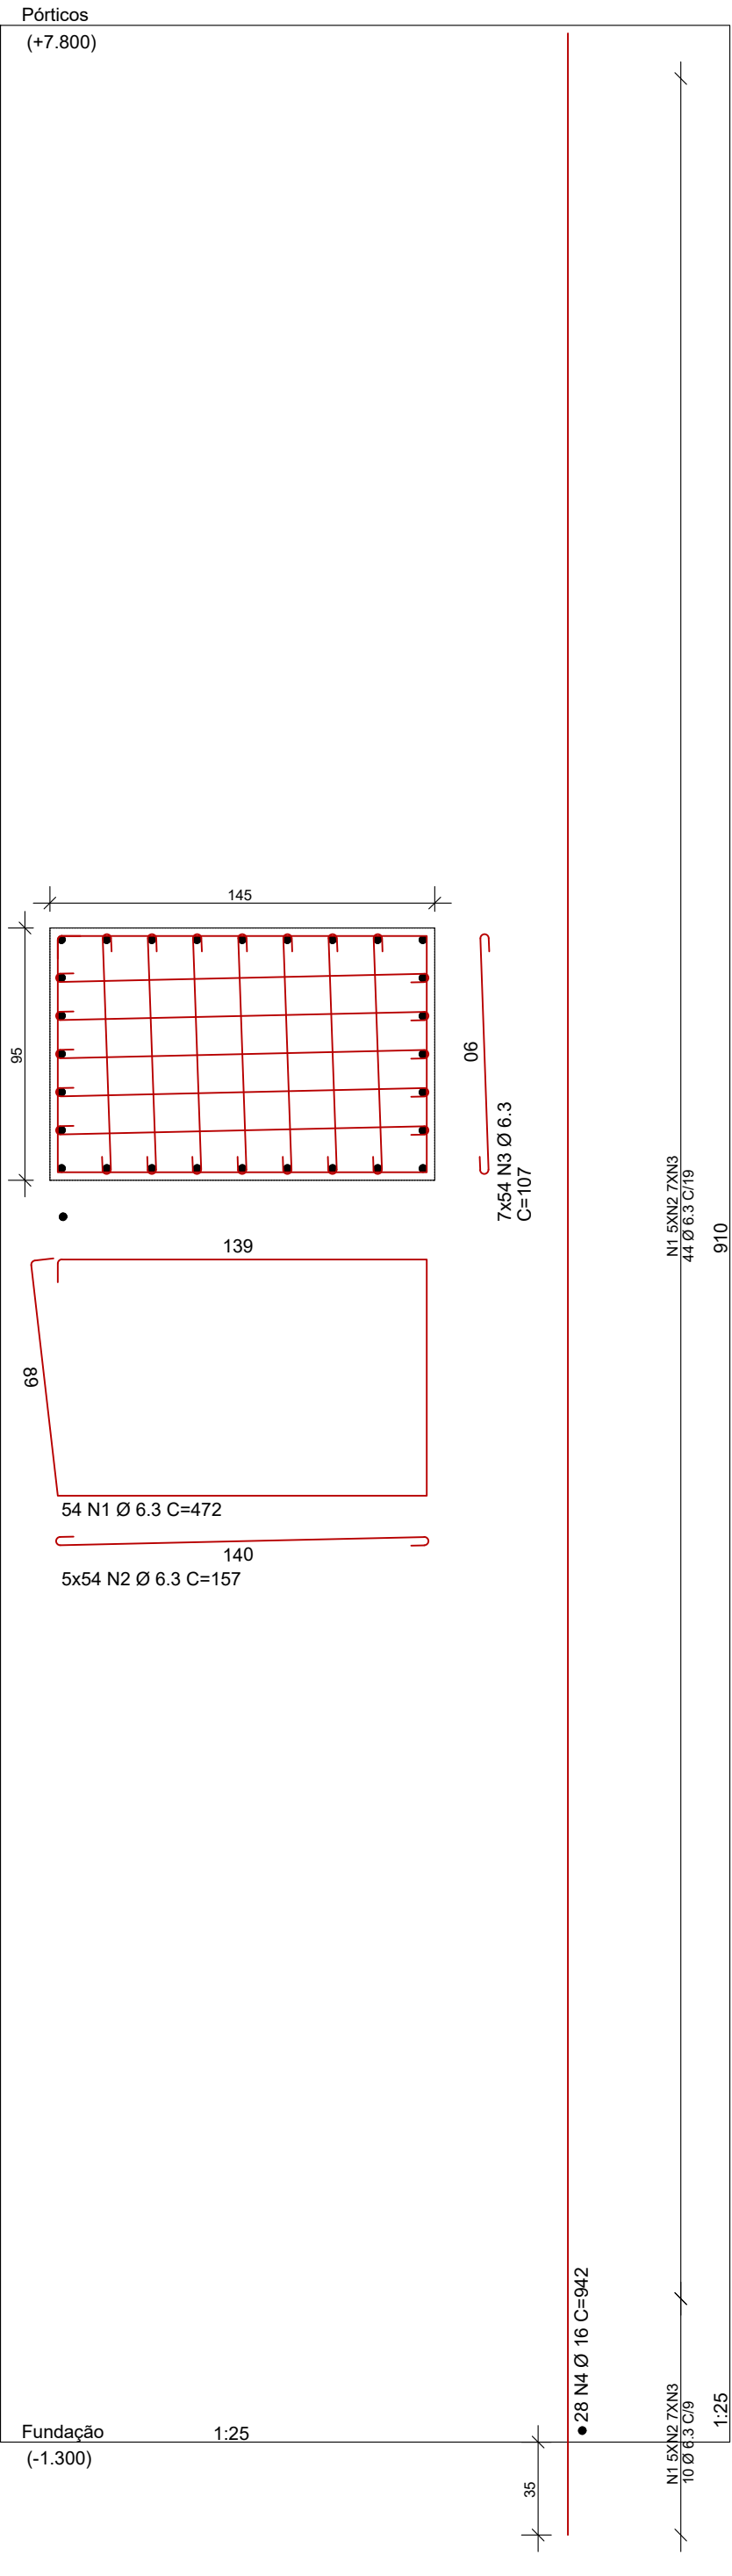 Pórticos
(+7.800)
145
95
90
7x54 N3 Ø 6.3
C=107
139
89
54 N1 Ø 6.3 C=472
140
5x54 N2 Ø 6.3 C=157
N1 5XN2 7XN3
44 Ø 6.3 C/19
910
28 N4 Ø 16 C=942
N1 5XN2 7XN3
10 Ø 6.3 C/9
1:25
Fundação
1:25
(-1.300)
35